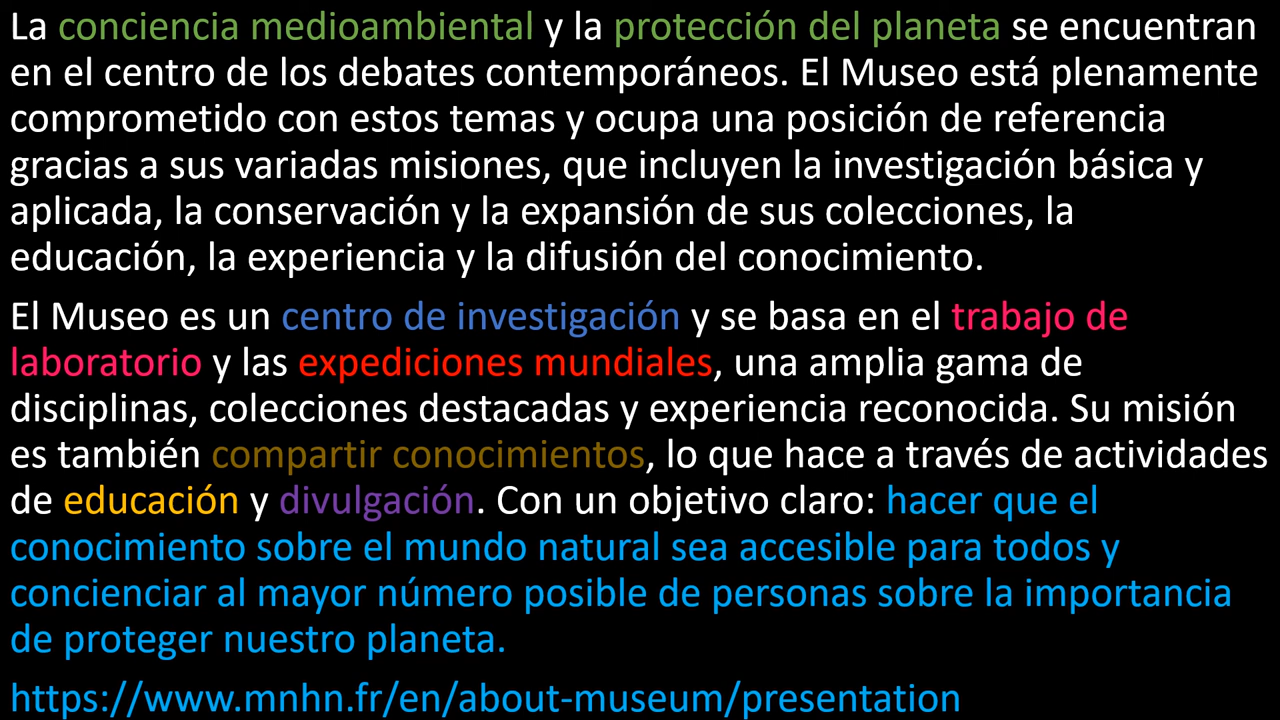 La conciencia medioambiental y la protección del planeta se encuentran
en el centro de los debates contemporáneos. El Museo está plenamente
comprometido con estos temas y ocupa una posición de referencia
gracias a sus variadas misiones, que incluyen la investigación básica y
aplicada, la conservación y la expansión de sus colecciones, la
educación, la experiencia y la difusión del conocimiento.
El Museo es un centro de investigación y se basa en el trabajo de
laboratorio y las expediciones mundiales, una amplia gama de
disciplinas, colecciones destacadas y experiencia reconocida. Su misión
es también compartir conocimientos, lo que hace a través de actividades
de educación y divulgación. Con un objetivo claro: hacer que el
conocimiento sobre el mundo natural sea accesible para todos y
concienciar al mayor número posible de personas sobre la importancia
de proteger nuestro planeta.
https://www.mnhn.fr/en/about-museum/presentation